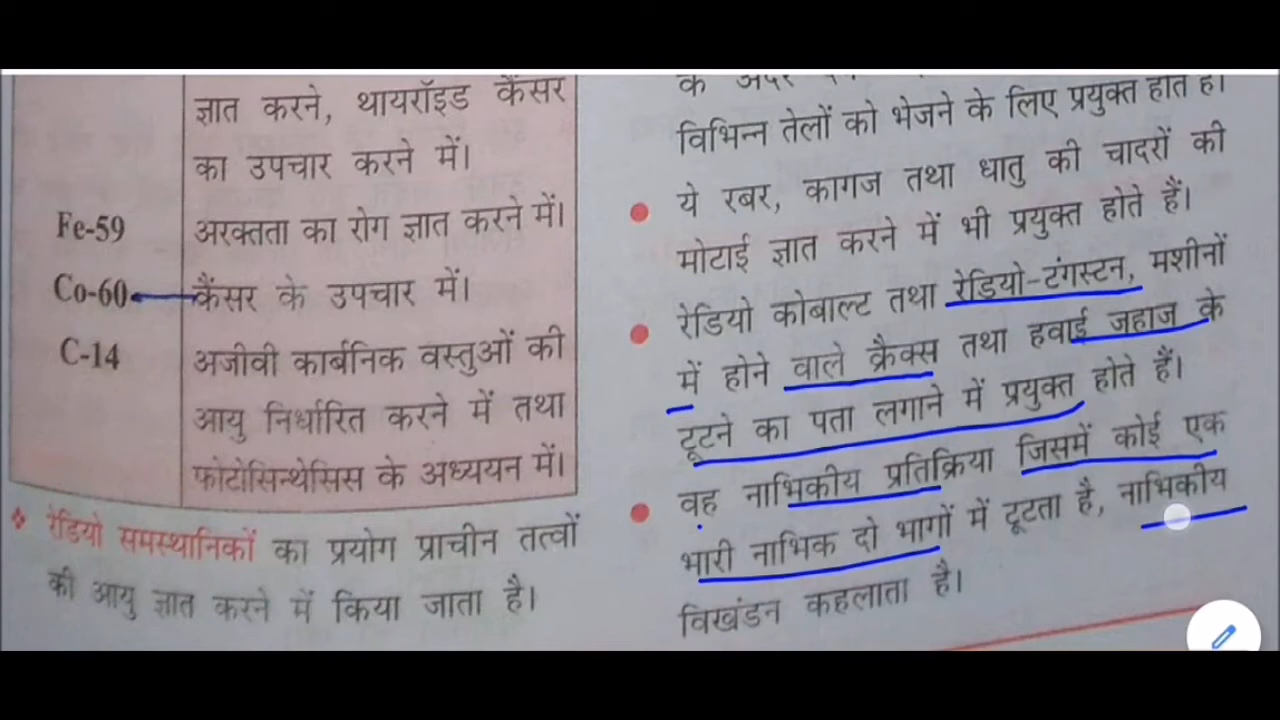 ज्ञात करने, थायरॉइड कैंसर
का उपचार करने में।
Fe-59 अरक्तता का रोग ज्ञात करने में।
Co-60 कैंसर के उपचार में।
C-14 अजीवी कार्बनिक वस्तुओं की
आयु निर्धारित करने में तथा
फोटोसिन्थेसिस के अध्ययन में।
रेडियो समस्थानिकों का प्रयोग प्राचीन तत्वों
की आयु ज्ञात करने में किया जाता है।
के अंदर
विभिन्न तेलों को भेजने के लिए प्रयुक्त होते हैं।
ये रबर, कागज तथा धातु की चादरों की
मोटाई ज्ञात करने में भी प्रयुक्त होते हैं।
रेडियो कोबाल्ट तथा रेडियो-टंगस्टन, मशीनों
में होने वाले क्रैक्स तथा हवाई जहाज के
टूटने का पता लगाने में प्रयुक्त होते हैं।
वह नाभिकीय प्रतिक्रिया जिसमें कोई एक
भारी नाभिक दो भागों में टूटता है, नाभिकीय
विखंडन कहलाता है।